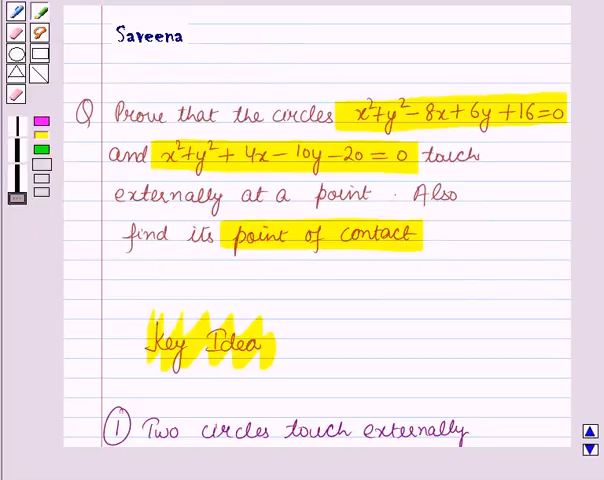 Saveena
Q Prove that the circles x²+y²-8x+6y+16=0
and x²+y²+4x-10y-20=0 touch
externally at a point. Also
find its point of contact
Key Idea
① Two circles touch externally